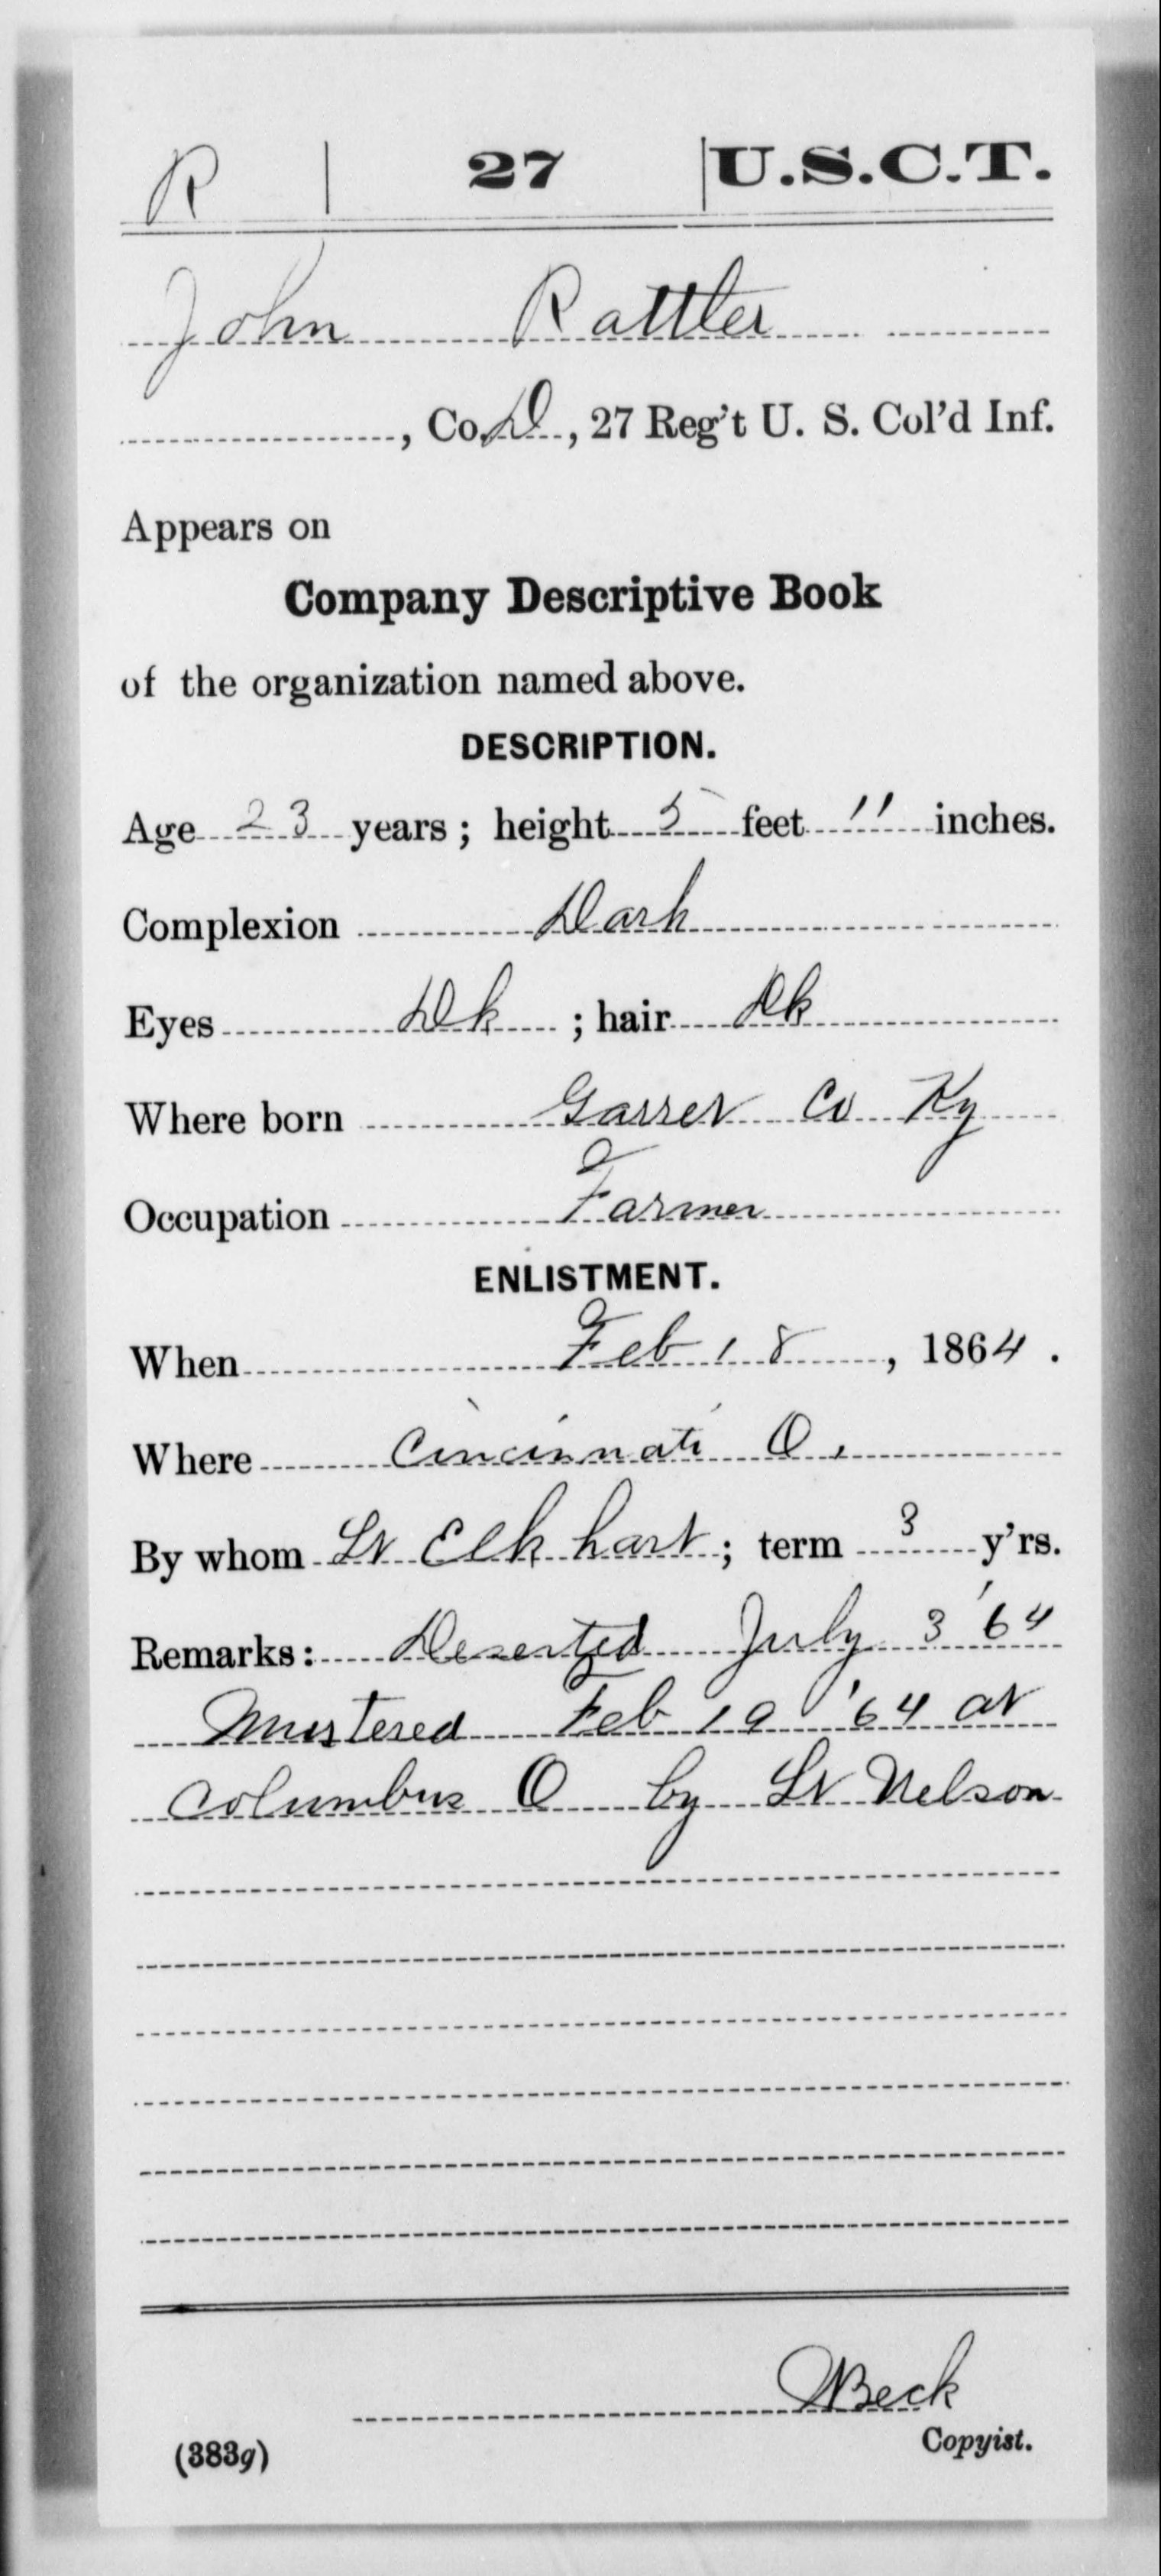 R | 27 | U.S.C.T.
John Rattler
, Co. D, 27 Reg't U. S. Col'd Inf.
Appears on
Company Descriptive Book
of the organization named above.
DESCRIPTION.
Age 23 years; height 5 feet 11 inches.
Complexion Dark
Eyes Dk; hair Dk
Where born Garret Co Ky
Occupation Farmer
ENLISTMENT.
When Feb 18, 1864.
Where Cincinnati O.
By whom Lt Elkhart; term 3 y'rs.
Remarks: Deserted July 3 '64
Mustered Feb 19 '64 at
Columbus O by Lt Nelson
Beck
Copyist.
(383g)